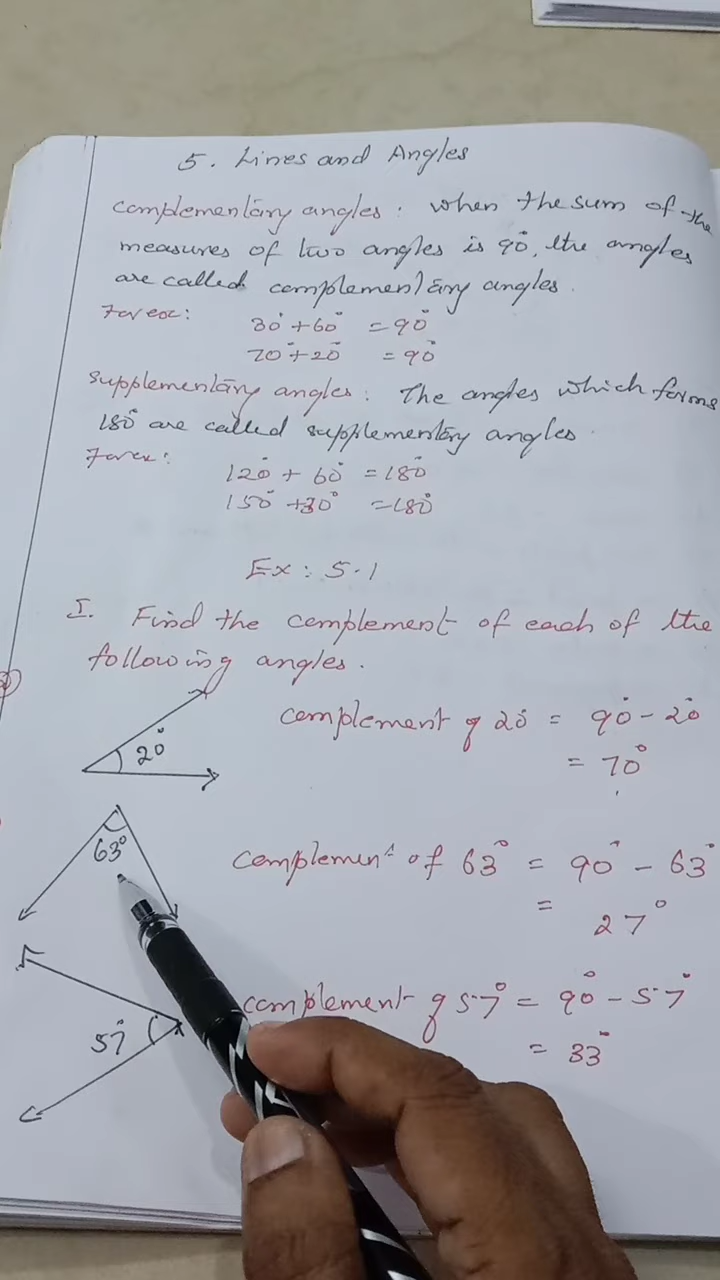 5. Lines and Angles
Complementary angles: When the sum of the
measures of two angles is 90°, the angles
are called complementary angles.
For ex:
30° + 60° = 90°
70° + 20° = 90°
Supplementary angles: The angles which forms
180° are called supplementary angles.
For ex:
120° + 60° = 180°
150° + 30° = 180°
Ex: 5.1
I. Find the complement of each of the
following angles.
20°
complement of 20° = 90° - 20°
= 70°
63°
complement of 63° = 90° - 63°
= 27°
57°
complement of 57° = 90° - 57°
= 33°